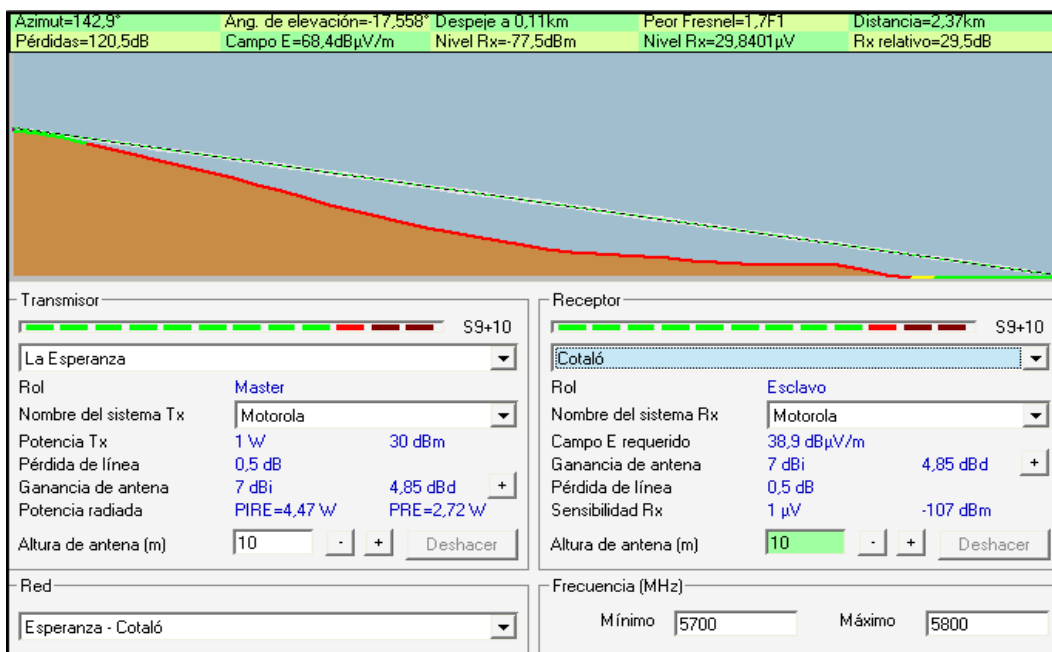 Azimut=142,9° Ang. de elevación=-17,558° Despeje a 0,11km Peor Fresnel=1,7F1 Distancia=2,37km
Pérdidas=120,5dB Campo E=68,4dBµV/m Nivel Rx=-77,5dBm Nivel Rx=29,8401µV Rx relativo=29,5dB
Transmisor
S9+10
La Esperanza
Rol Master
Nombre del sistema Tx Motorola
Potencia Tx 1 W 30 dBm
Pérdida de línea 0,5 dB
Ganancia de antena 7 dBi 4,85 dBd +
Potencia radiada PIRE=4,47 W PRE=2,72 W
Altura de antena (m) 10 - + Deshacer
Red
Esperanza - Cotaló
Receptor
S9+10
Cotaló
Rol Esclavo
Nombre del sistema Rx Motorola
Campo E requerido 38,9 dBµV/m
Ganancia de antena 7 dBi 4,85 dBd +
Pérdida de línea 0,5 dB
Sensibilidad Rx 1 µV -107 dBm
Altura de antena (m) 10 - + Deshacer
Frecuencia (MHz)
Mínimo 5700 Máximo 5800